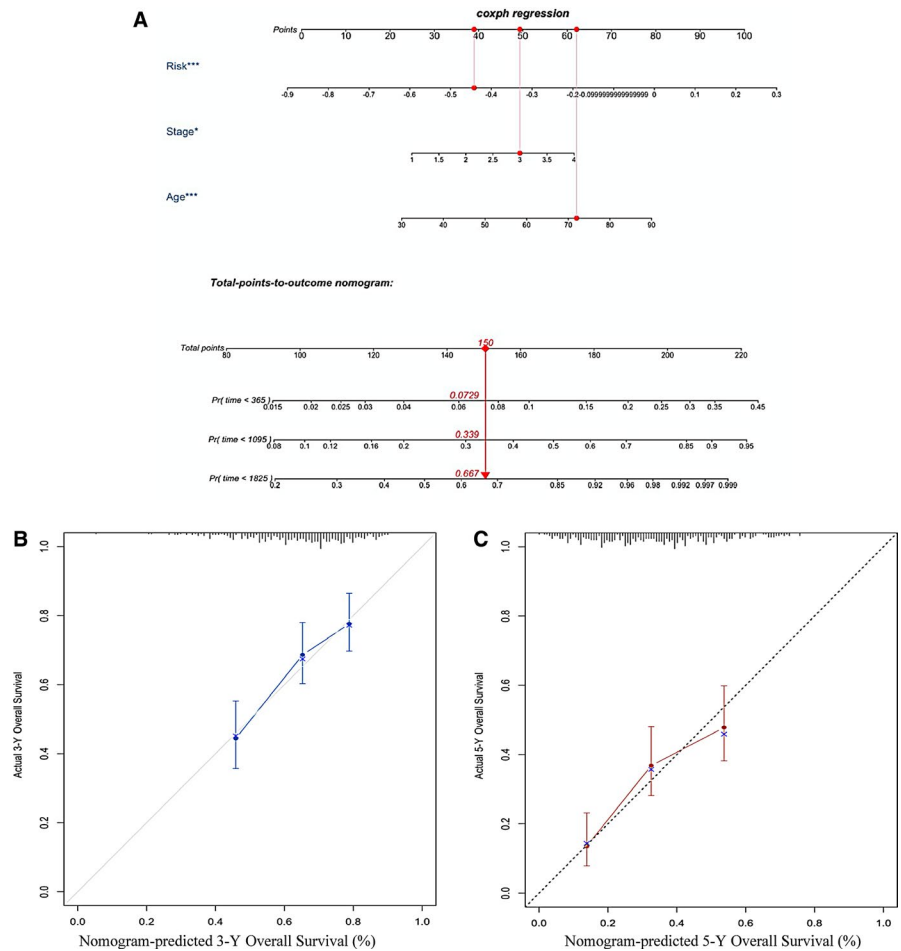 A
coxph regression
Points
0 10 20 30 40 50 60 70 80 90 100
Risk***
-0.9 -0.8 -0.7 -0.6 -0.5 -0.4 -0.3 -0.2 -0.0999999999999999 0 0.1 0.2 0.3
Stage*
1 1.5 2 2.5 3 3.5 4
Age***
30 40 50 60 70 80 90
Total-points-to-outcome nomogram:
150
Total points
80 100 120 140 160 180 200 220
0.0729
Pr( time < 365 )
0.015 0.02 0.025 0.03 0.04 0.06 0.08 0.1 0.15 0.2 0.25 0.3 0.35 0.45
0.339
Pr( time < 1095 )
0.08 0.1 0.12 0.16 0.2 0.3 0.4 0.5 0.6 0.7 0.85 0.9 0.95
0.667
Pr( time < 1825 )
0.2 0.3 0.4 0.5 0.6 0.7 0.85 0.92 0.96 0.98 0.992 0.997 0.999
B
Actual 3-Y Overall Survival
1.0
0.8
0.6
0.4
0.2
0.0
0.0 0.2 0.4 0.6 0.8 1.0
Nomogram-predicted 3-Y Overall Survival (%)
C
Actual 5-Y Overall Survival
1.0
0.8
0.6
0.4
0.2
0.0
0.0 0.2 0.4 0.6 0.8 1.0
Nomogram-predicted 5-Y Overall Survival (%)